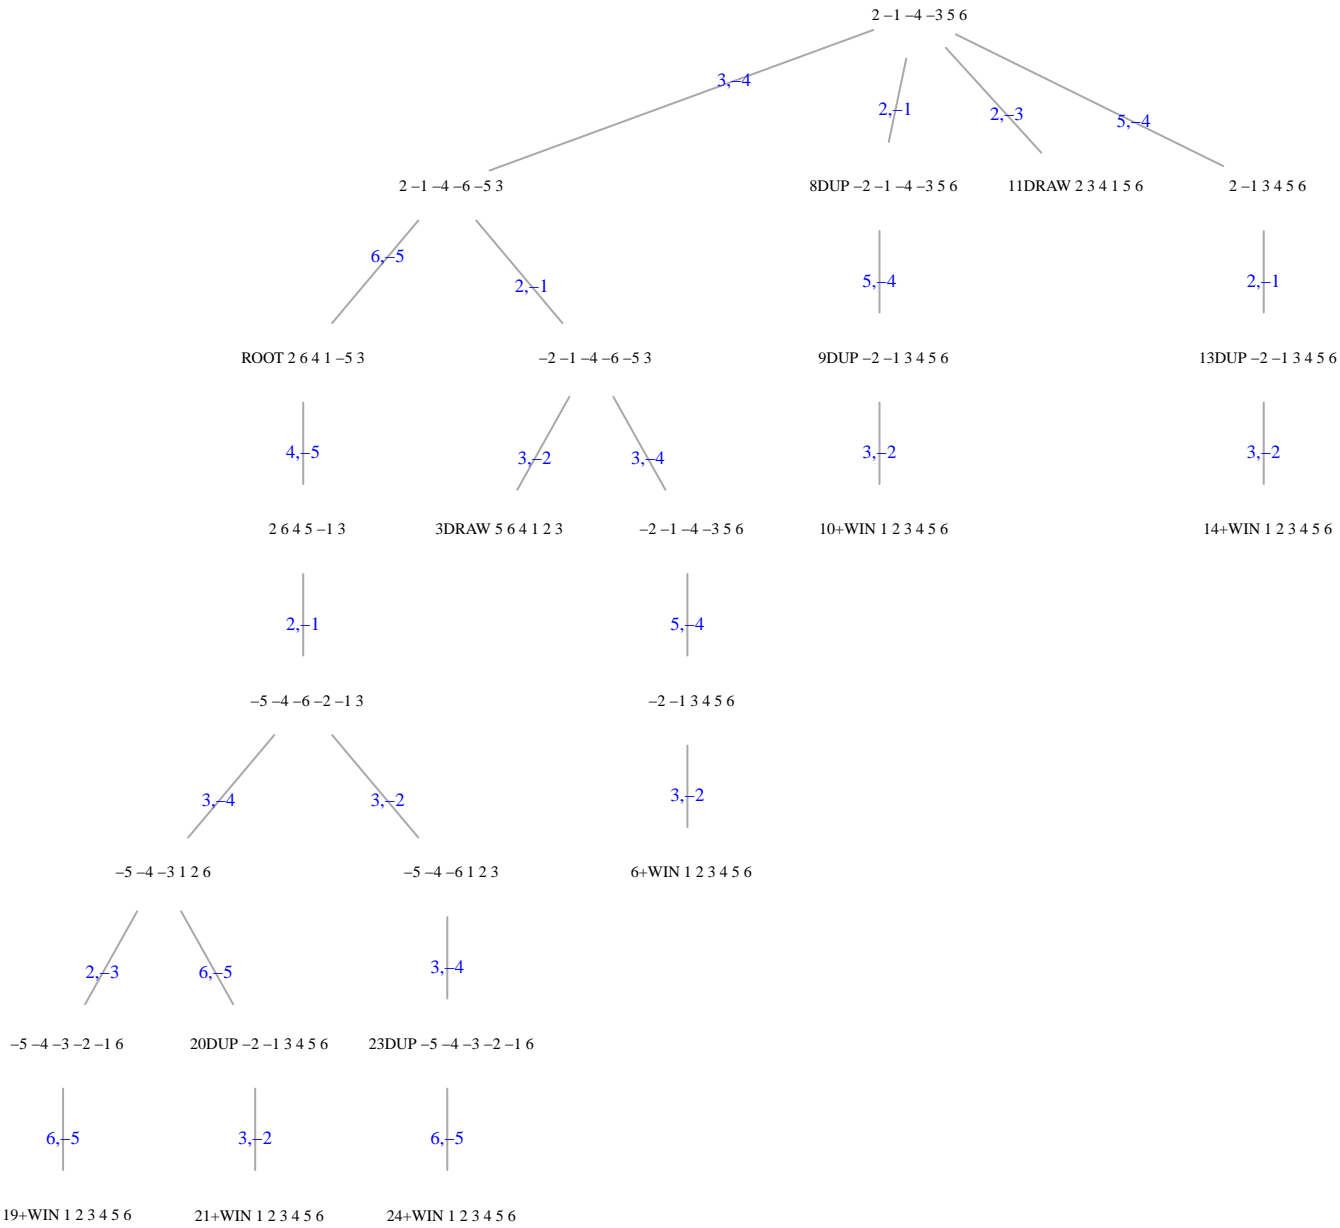 2 −1 −4 −3 5 6
3,−4
2,−1
2,−3
5,−4
2 −1 −4 −6 −5 3
8DUP −2 −1 −4 −3 5 6
11DRAW 2 3 4 1 5 6
2 −1 3 4 5 6
6,−5
2,−1
5,−4
2,−1
ROOT 2 6 4 1 −5 3
−2 −1 −4 −6 −5 3
9DUP −2 −1 3 4 5 6
13DUP −2 −1 3 4 5 6
4,−5
3,−2
3,−4
3,−2
3,−2
2 6 4 5 −1 3
3DRAW 5 6 4 1 2 3
−2 −1 −4 −3 5 6
10+WIN 1 2 3 4 5 6
14+WIN 1 2 3 4 5 6
2,−1
5,−4
−5 −4 −6 −2 −1 3
−2 −1 3 4 5 6
3,−4
3,−2
3,−2
−5 −4 −3 1 2 6
−5 −4 −6 1 2 3
6+WIN 1 2 3 4 5 6
2,−3
6,−5
3,−4
−5 −4 −3 −2 −1 6
20DUP −2 −1 3 4 5 6
23DUP −5 −4 −3 −2 −1 6
6,−5
3,−2
6,−5
19+WIN 1 2 3 4 5 6
21+WIN 1 2 3 4 5 6
24+WIN 1 2 3 4 5 6